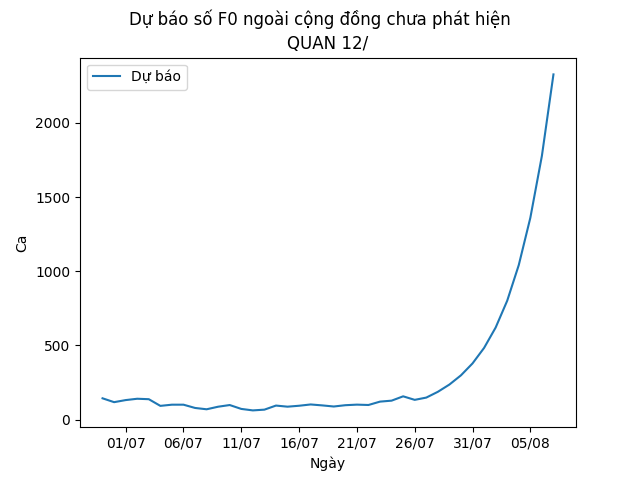 Dự báo số F0 ngoài cộng đồng chưa phát hiện
QUAN 12/
Dự báo
Ca
2000
1500
1000
500
0
01/07 06/07 11/07 16/07 21/07 26/07 31/07 05/08
Ngày